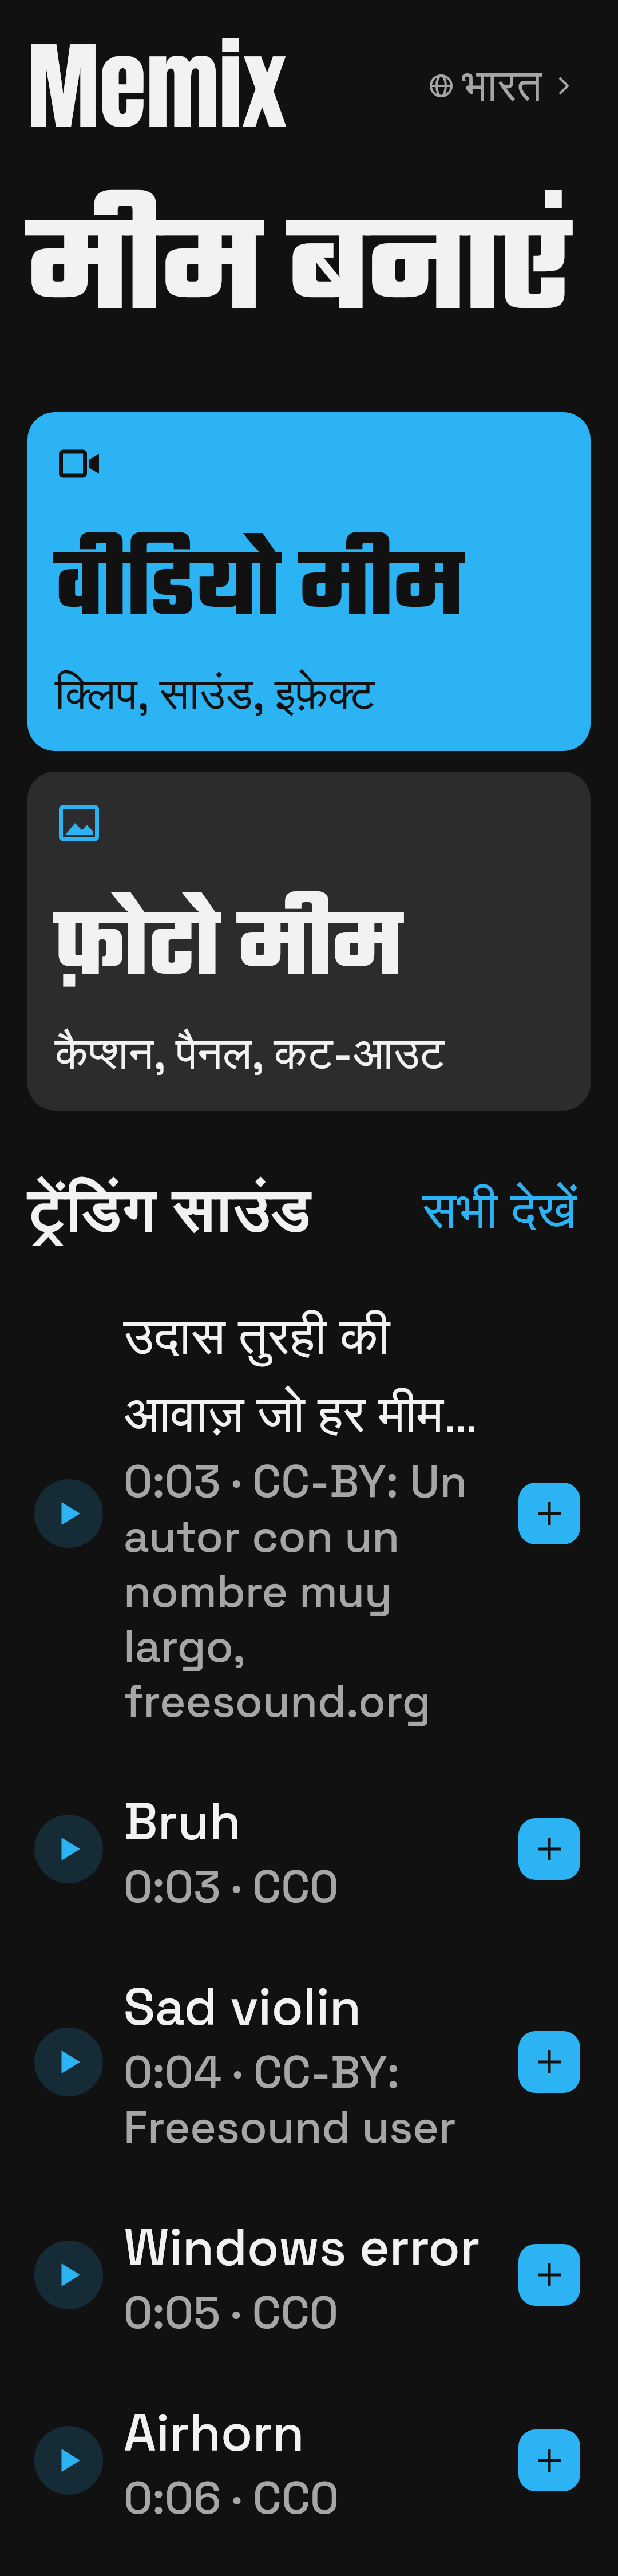 Memix
भारत
मीम बनाएं
वीडियो मीम
क्लिप, साउंड, इफ़ेक्ट
फ़ोटो मीम
कैप्शन, पैनल, कट-आउट
ट्रेंडिंग साउंड
सभी देखें
उदास तुरही की
आवाज़ जो हर मीम...
0:03 · CC-BY: Un
autor con un
nombre muy
largo,
freesound.org
Bruh
0:03 · CC0
Sad violin
0:04 · CC-BY:
Freesound user
Windows error
0:05 · CC0
Airhorn
0:06 · CC0